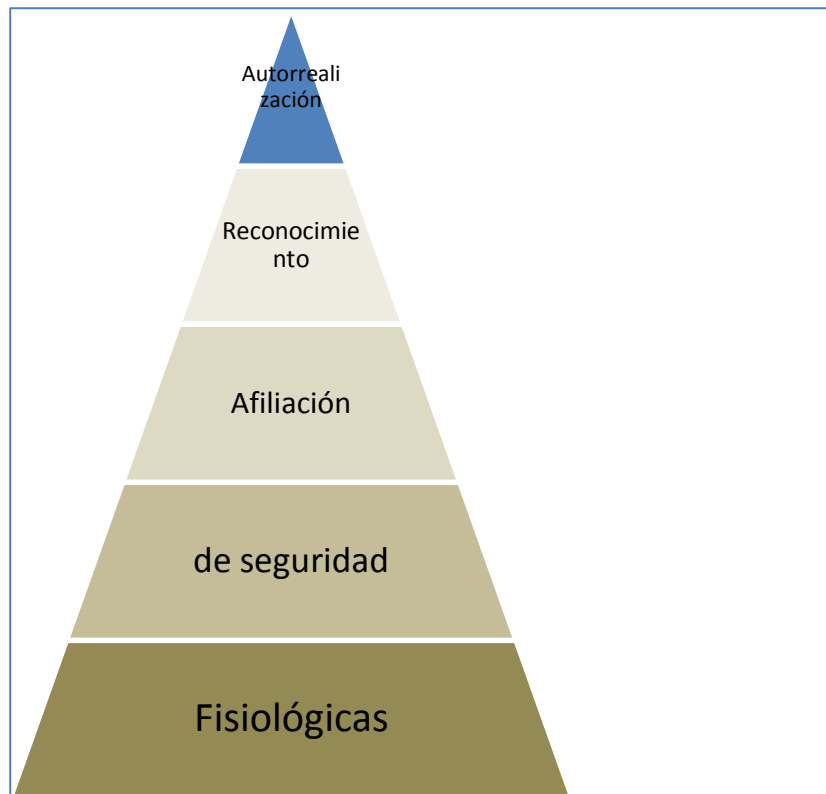 Autorreali
zación
Reconocimie
nto
Afiliación
de seguridad
Fisiológicas